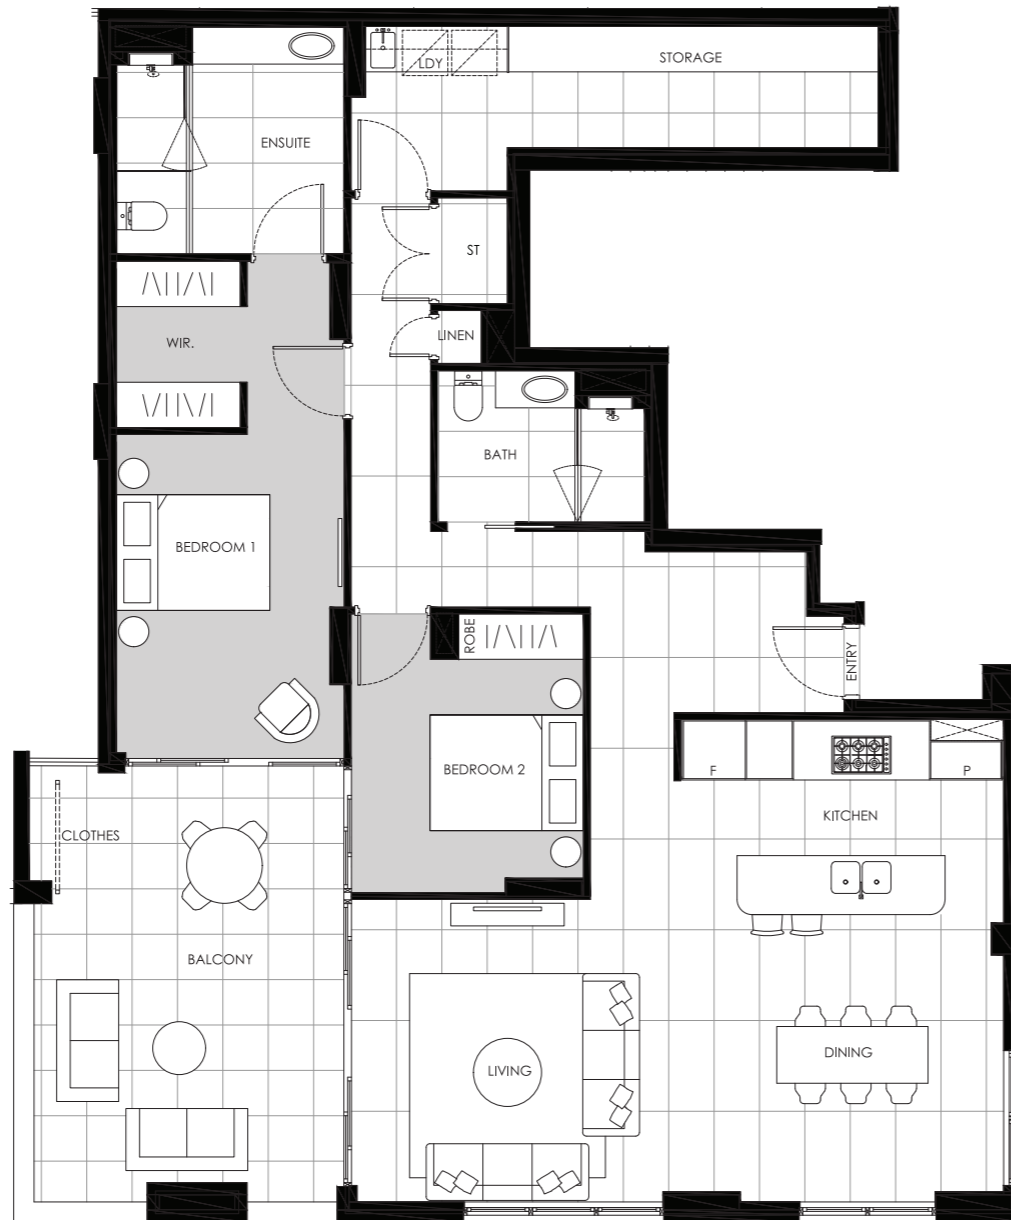 LDY
STORAGE
ENSUITE
ST
LINEN
WIR.
BATH
BEDROOM 1
ROBE
ENTRY
BEDROOM 2
F
P
KITCHEN
CLOTHES
BALCONY
LIVING
DINING